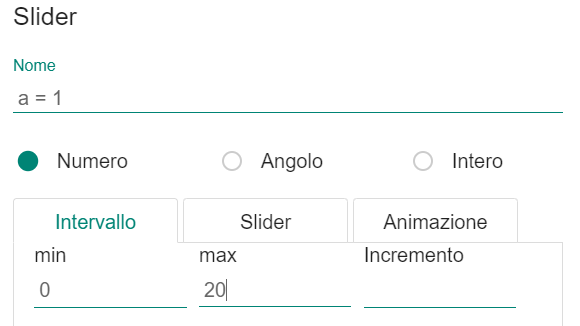 Slider
Nome
a = 1
Numero Angolo Intero
Intervallo Slider Animazione
min max Incremento
0 20